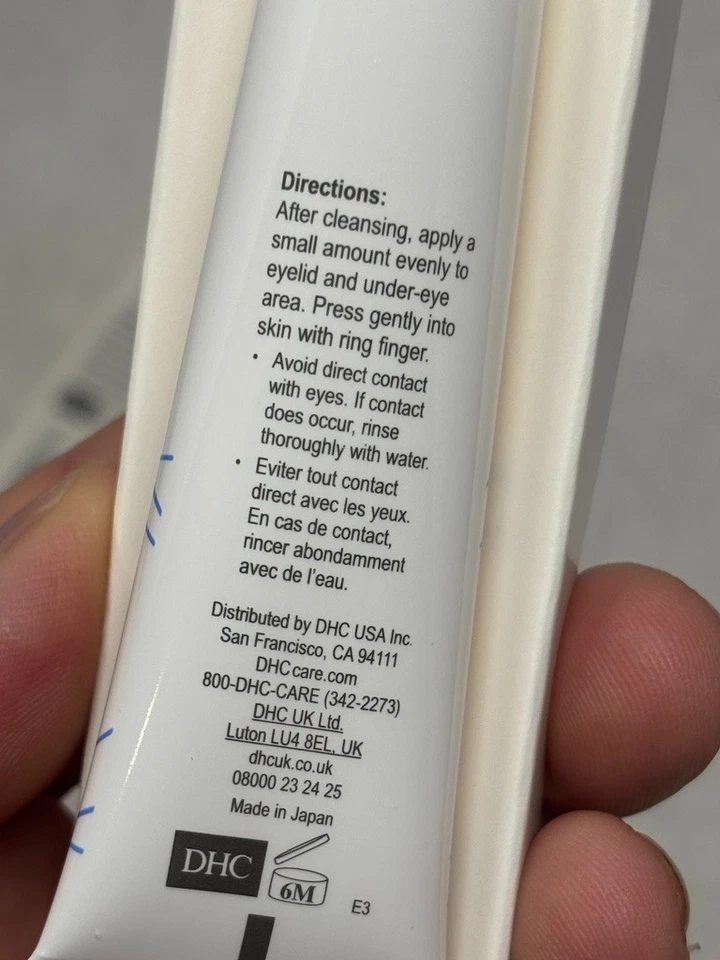 Directions:
After cleansing, apply a
small amount evenly to
eyelid and under-eye
area. Press gently into
skin with ring finger.
• Avoid direct contact
with eyes. If contact
does occur, rinse
thoroughly with water.
• Eviter tout contact
direct avec les yeux.
En cas de contact,
rincer abondamment
avec de l'eau.
Distributed by DHC USA Inc.
San Francisco, CA 94111
DHCcare.com
800-DHC-CARE (342-2273)
DHC UK Ltd.
Luton LU4 8EL, UK
dhcuk.co.uk
08000 23 24 25
Made in Japan
DHC
6M
E3